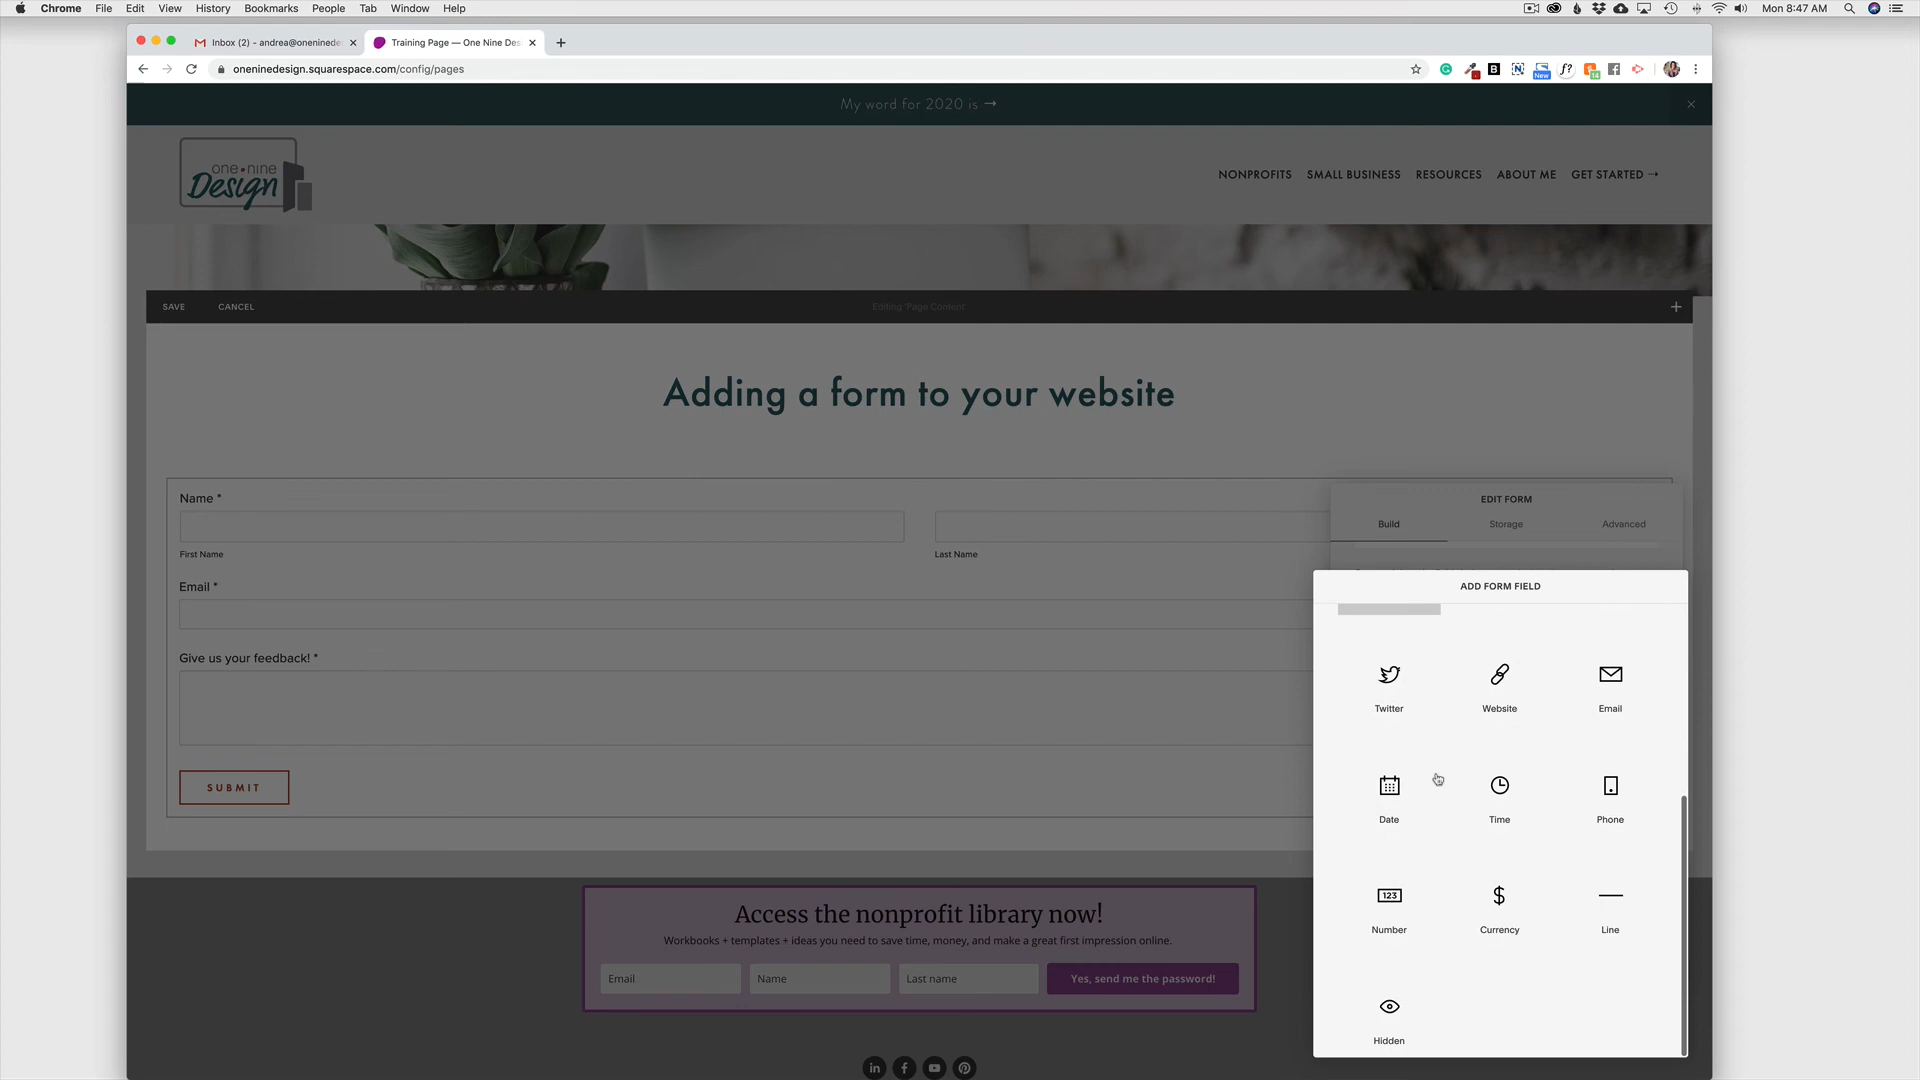 Chrome File Edit View History Bookmarks People Tab Window Help
Mon 8:47 AM
Inbox (2) - andrea@oneninede
Training Page — One Nine Des
oneninedesign.squarespace.com/config/pages
New
14
My word for 2020 is →
one•nine
Design
NONPROFITS SMALL BUSINESS RESOURCES ABOUT ME GET STARTED →
SAVE CANCEL Editing 'Page Content'
Adding a form to your website
Name *
First Name Last Name
Email *
Give us your feedback! *
SUBMIT
EDIT FORM
Build Storage Advanced
ADD FORM FIELD
Twitter Website Email
Date Time Phone
123
Number Currency Line
Hidden
Access the nonprofit library now!
Workbooks + templates + ideas you need to save time, money, and make a great first impression online.
Email Name Last name Yes, send me the password!